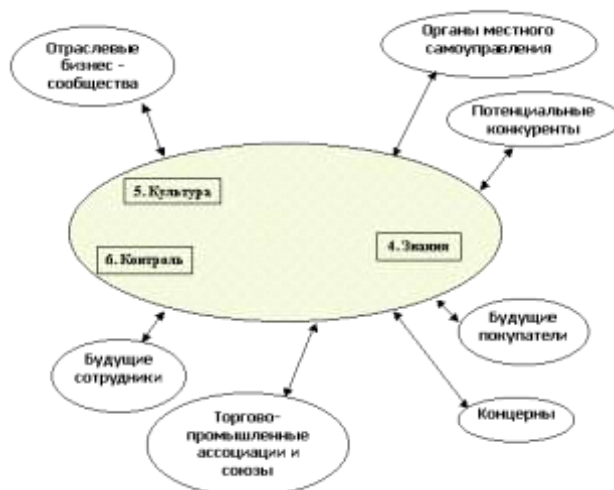 Отраслевые
бизнес -
сообщества
Органы местного
самоуправления
Потенциальные
конкуренты
5. Культура
4. Знания
6. Контроль
Будущие
покупатели
Будущие
сотрудники
Концерны
Торгово-
промышленные
ассоциации и
союзы